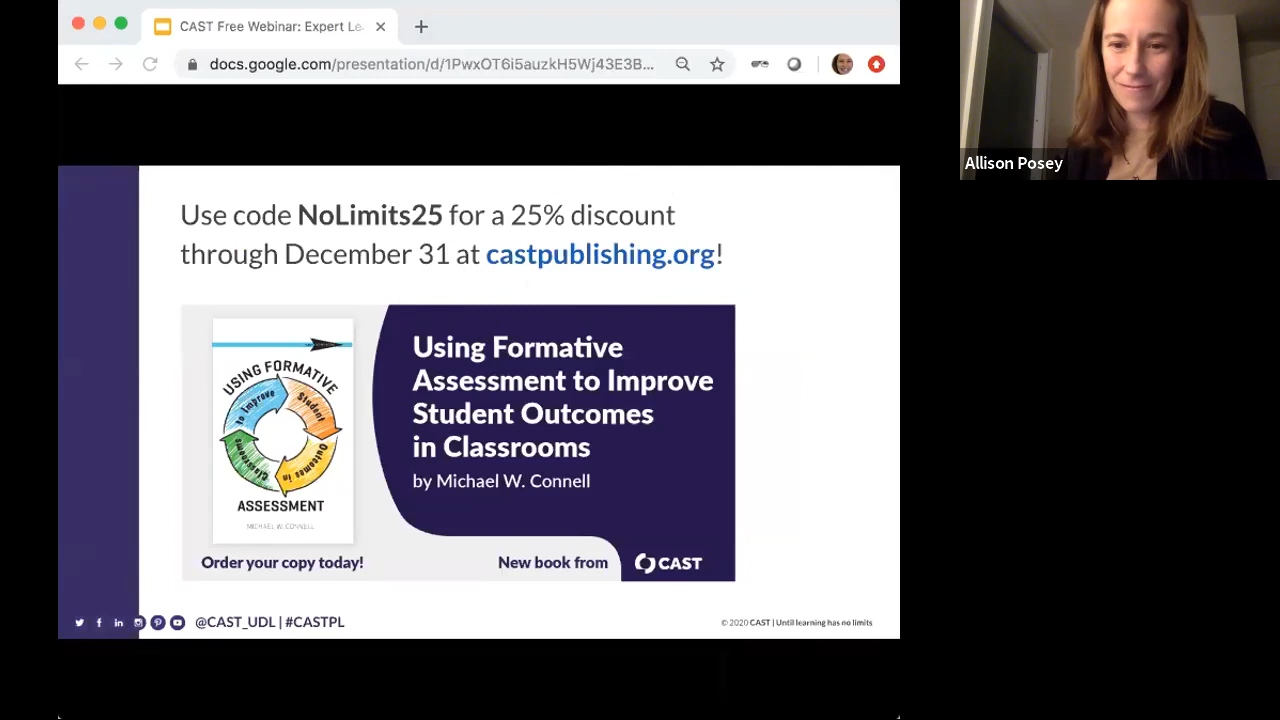 CAST Free Webinar: Expert Le
docs.google.com/presentation/d/1PwxOT6i5auzkH5Wj43E3B...
Allison Posey
Use code NoLimits25 for a 25% discount
through December 31 at castpublishing.org!
USING FORMATIVE
to Improve
Student
Outcomes in
Classrooms
ASSESSMENT
MICHAEL W. CONNELL
Using Formative
Assessment to Improve
Student Outcomes
in Classrooms
by Michael W. Connell
Order your copy today!
New book from
CAST
@CAST_UDL | #CASTPL
© 2020 CAST | Until learning has no limits